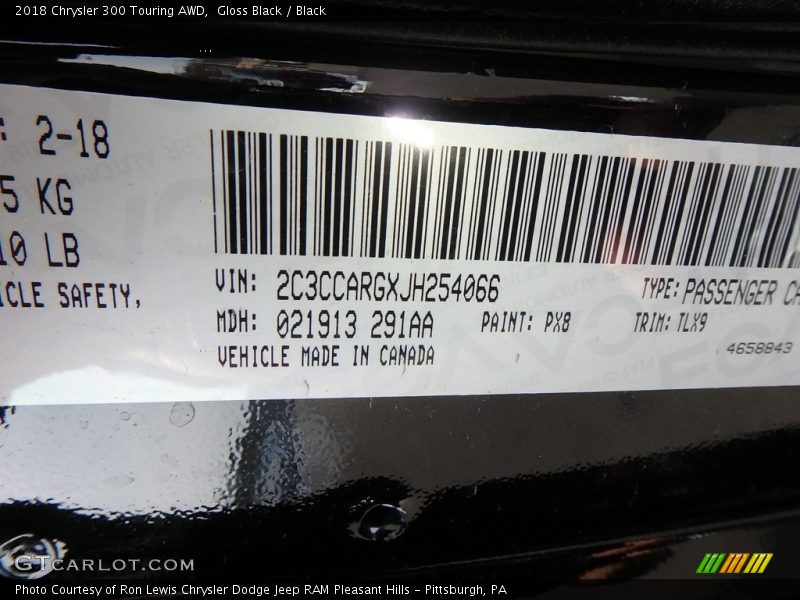 2018 Chrysler 300 Touring AWD, Gloss Black / Black
: 2-18
5 KG
10 LB
ICLE SAFETY,
VIN: 2C3CCARGXJH254066
TYPE: PASSENGER CA
MDH: 021913 291AA
PAINT: PX8
TRIM: TLX9
VEHICLE MADE IN CANADA
4658843
GTCARLOT.COM
Photo Courtesy of Ron Lewis Chrysler Dodge Jeep RAM Pleasant Hills - Pittsburgh, PA